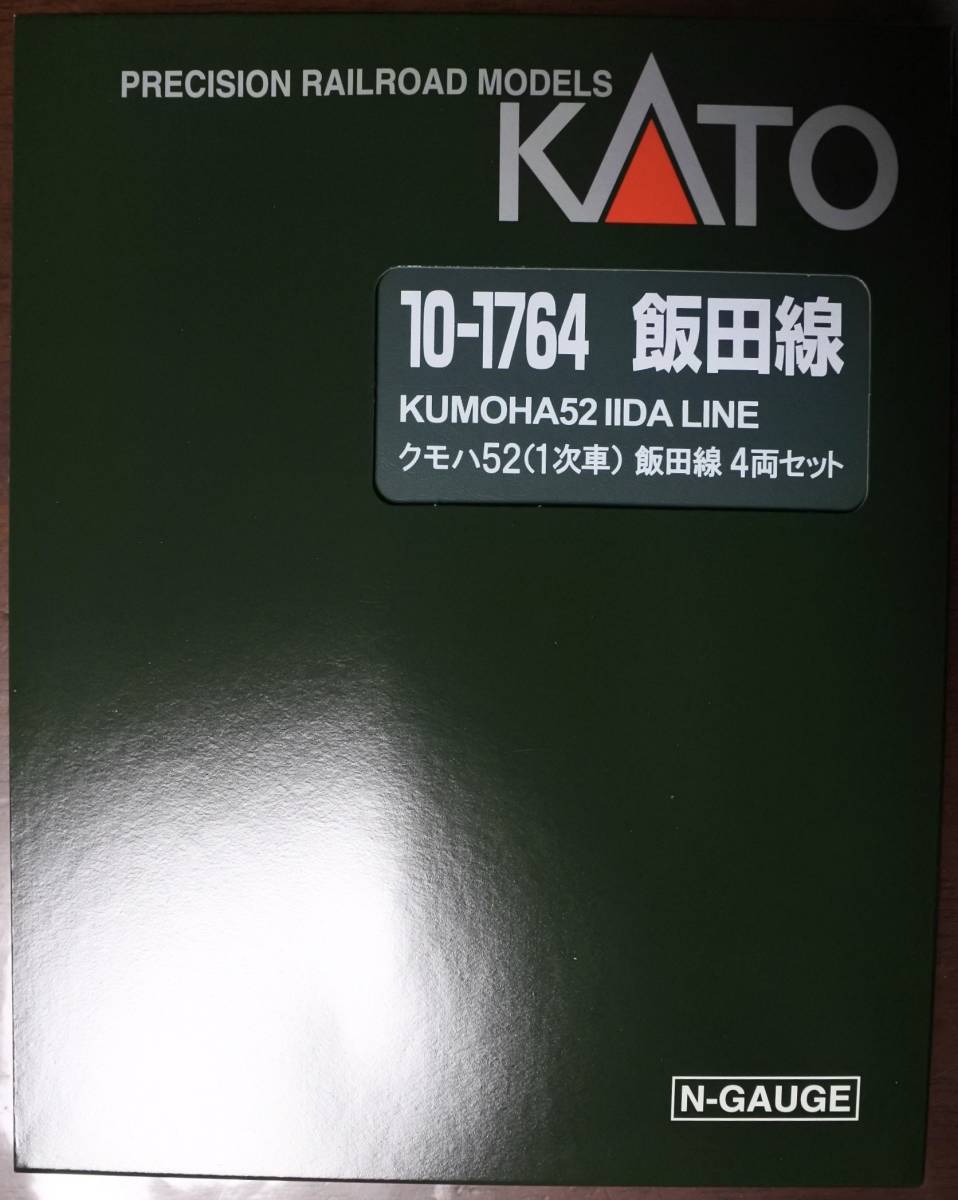 PRECISION RAILROAD MODELS
KATO
10-1764 飯田線
KUMOHA52 IIDA LINE
クモハ52(1次車) 飯田線 4両セット
N-GAUGE